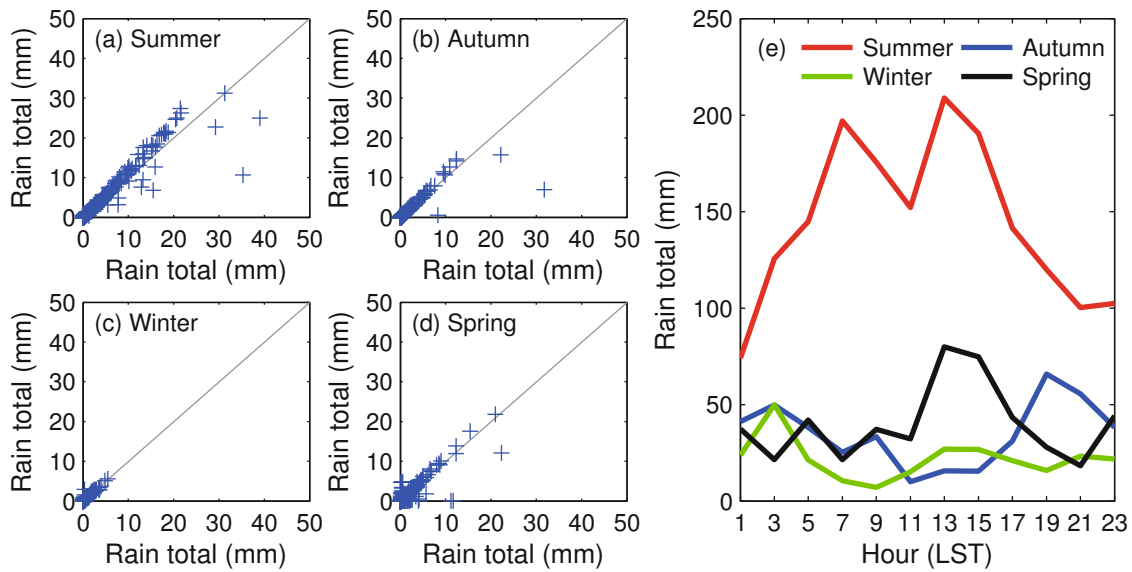 (a) Summer
Rain total (mm)
50
40
30
20
10
0
0 10 20 30 40 50
Rain total (mm)
(b) Autumn
Rain total (mm)
50
40
30
20
10
0
0 10 20 30 40 50
Rain total (mm)
(c) Winter
Rain total (mm)
50
40
30
20
10
0
0 10 20 30 40 50
Rain total (mm)
(d) Spring
Rain total (mm)
50
40
30
20
10
0
0 10 20 30 40 50
Rain total (mm)
(e) Summer Autumn
Winter Spring
Rain total (mm)
250
200
150
100
50
0
1 3 5 7 9 11 13 15 17 19 21 23
Hour (LST)